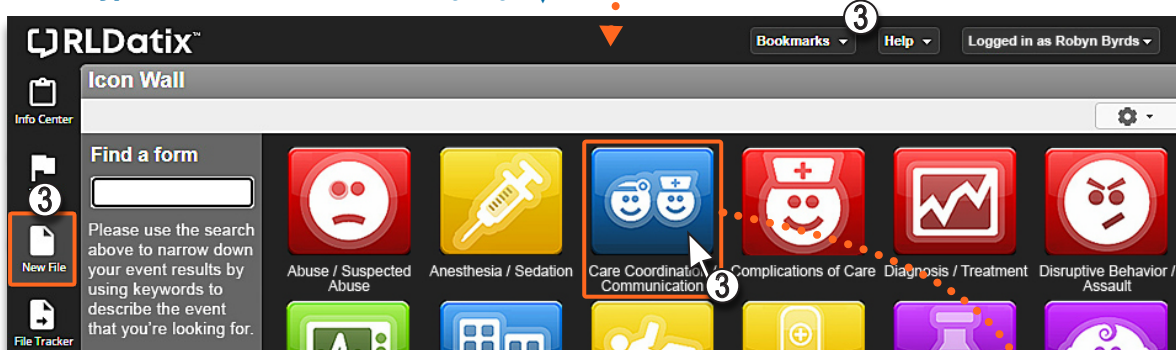 RLDatix™
Bookmarks
3
Help
Logged in as Robyn Byrds
Icon Wall
Info Center
Find a form
3
Please use the search
above to narrow down
your event results by
using keywords to
describe the event
that you're looking for.
New File
File Tracker
Abuse / Suspected
Abuse
Anesthesia / Sedation
Care Coordination /
Communication
3
Complications of Care
Diagnosis / Treatment
Disruptive Behavior /
Assault